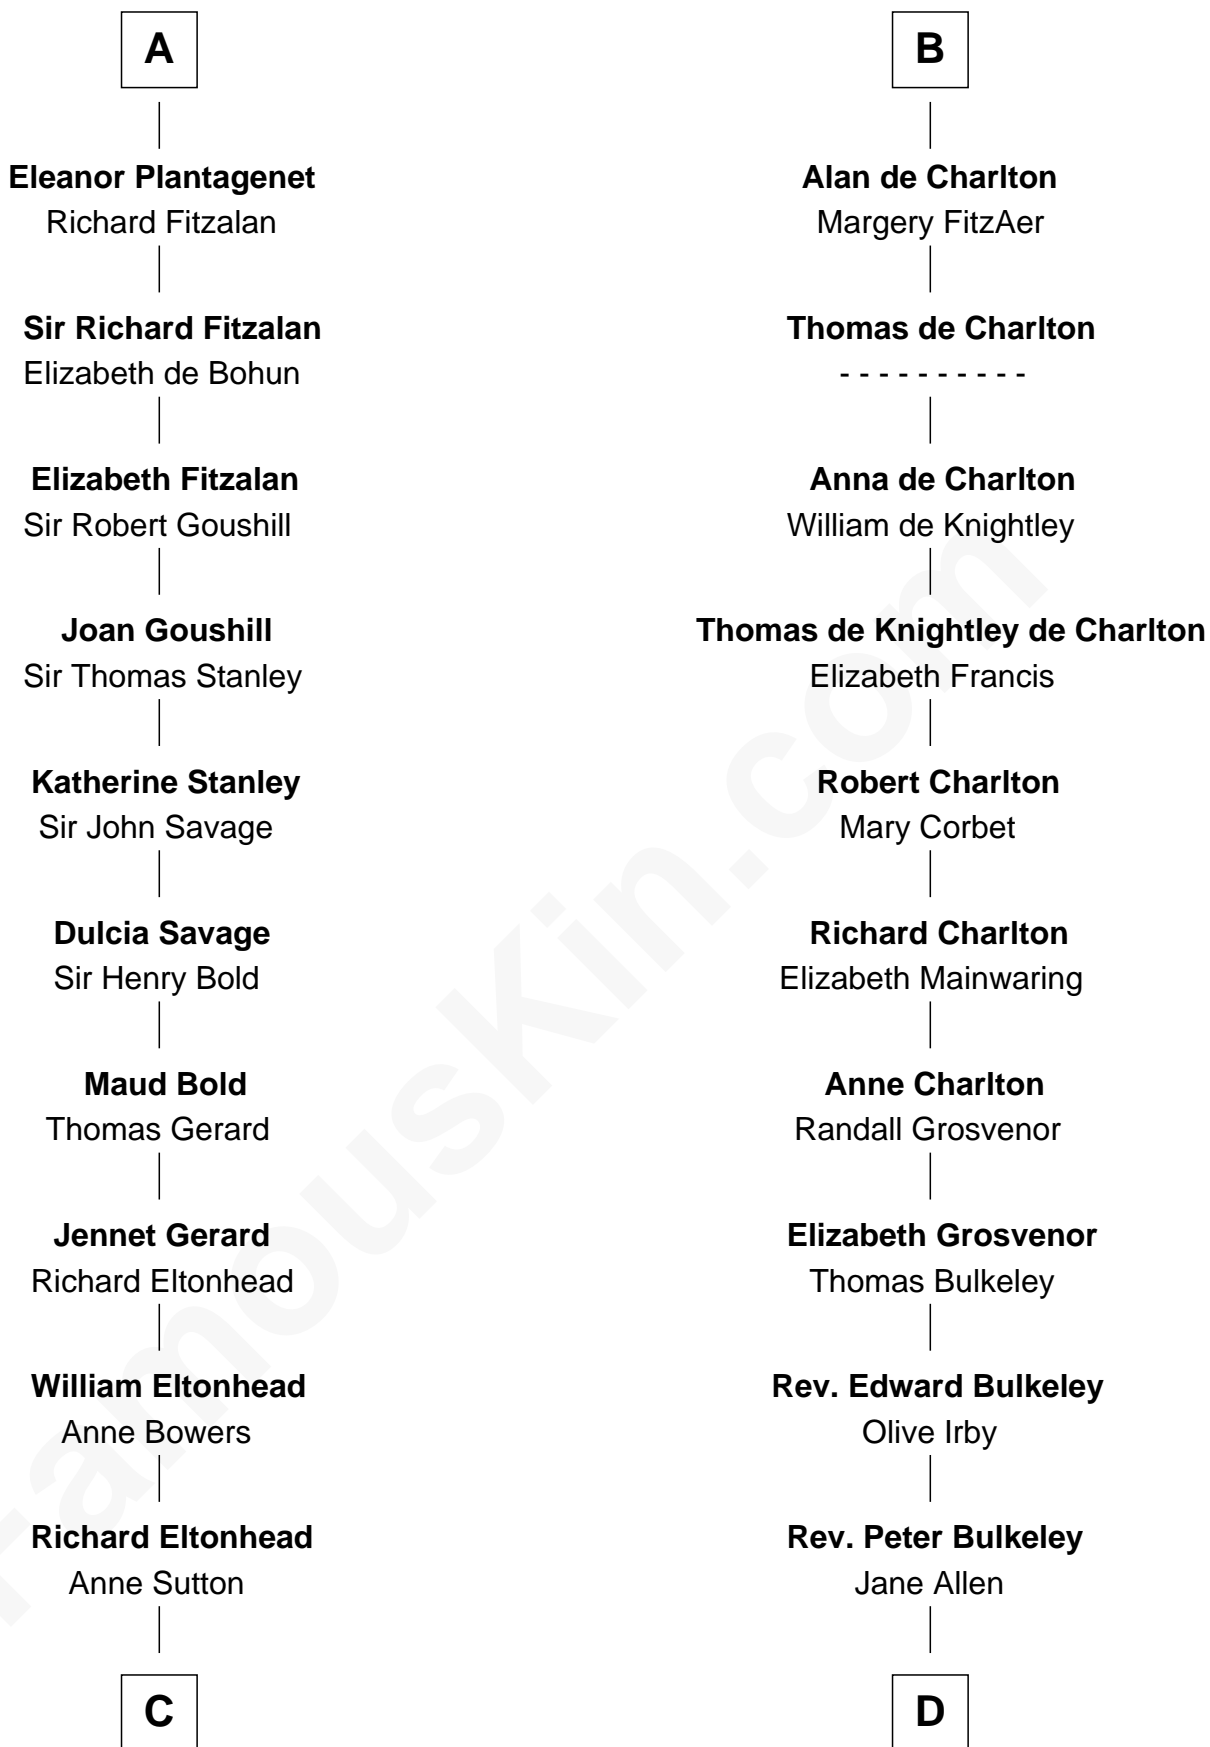 A
Eleanor Plantagenet
Richard Fitzalan
Sir Richard Fitzalan
Elizabeth de Bohun
Elizabeth Fitzalan
Sir Robert Goushill
Joan Goushill
Sir Thomas Stanley
Katherine Stanley
Sir John Savage
Dulcia Savage
Sir Henry Bold
Maud Bold
Thomas Gerard
Jennet Gerard
Richard Eltonhead
William Eltonhead
Anne Bowers
Richard Eltonhead
Anne Sutton
C
B
Alan de Charlton
Margery FitzAer
Thomas de Charlton
- - - - - - - - - -
Anna de Charlton
William de Knightley
Thomas de Knightley de Charlton
Elizabeth Francis
Robert Charlton
Mary Corbet
Richard Charlton
Elizabeth Mainwaring
Anne Charlton
Randall Grosvenor
Elizabeth Grosvenor
Thomas Bulkeley
Rev. Edward Bulkeley
Olive Irby
Rev. Peter Bulkeley
Jane Allen
D
FamousKin.com